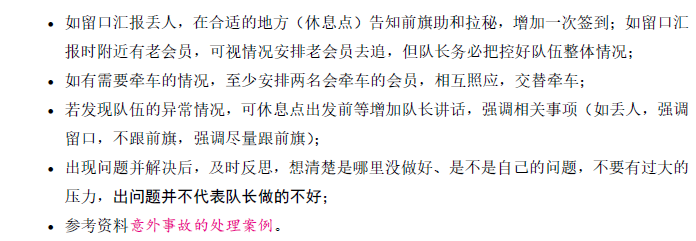 • 如留口汇报丢人，在合适的地方（休息点）告知前旗助和拉秘，增加一次签到；如留口汇
报时附近有老会员，可视情况安排老会员去追，但队长务必把控好队伍整体情况；
• 如有需要牵车的情况，至少安排两名会牵车的会员，相互照应，交替牵车；
• 若发现队伍的异常情况，可休息点出发前等增加队长讲话，强调相关事项（如丢人，强调
留口，不跟前旗，强调尽量跟前旗）；
• 出现问题并解决后，及时反思，想清楚是哪里没做好、是不是自己的问题，不要有过大的
压力，出问题并不代表队长做的不好；
• 参考资料意外事故的处理案例。